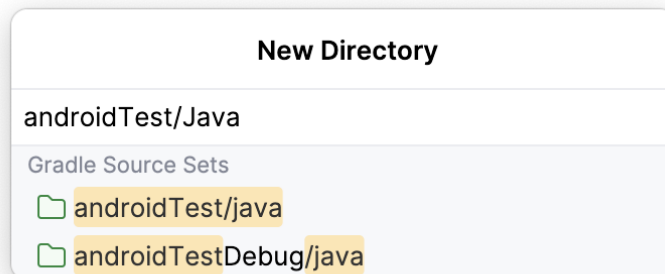 New Directory
androidTest/Java
Gradle Source Sets
androidTest/java
androidTestDebug/java